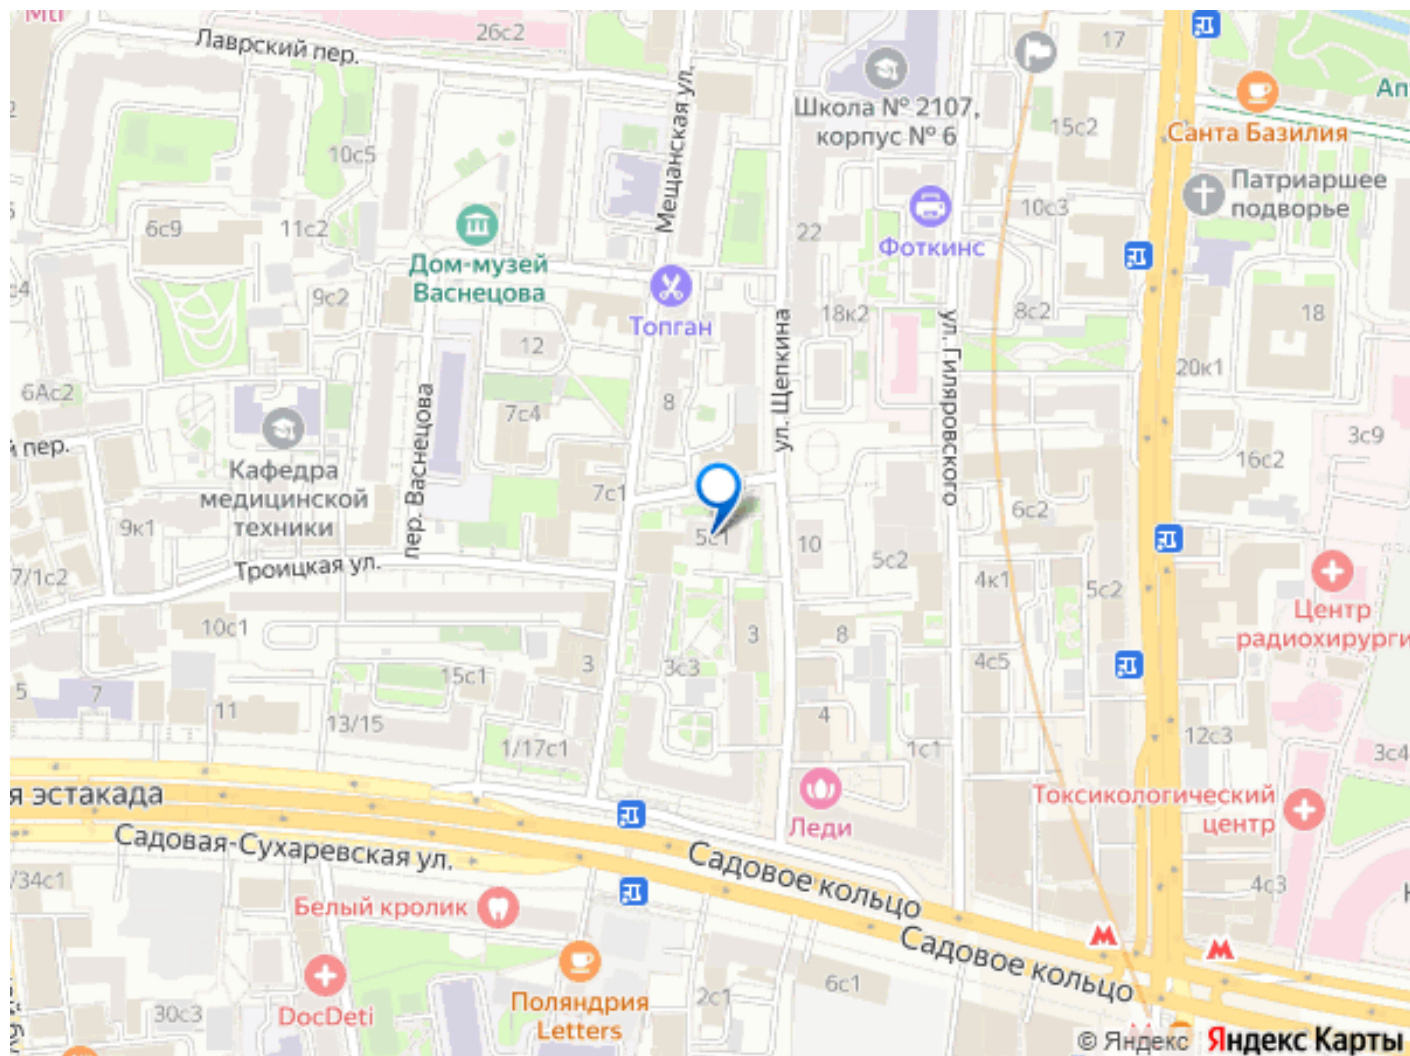 Mtl
26с2
Лаврский пер.
17
Ап
Школа № 2107,
корпус № 6
15с2
Санта Базилия
10с5
Мещанская ул.
Патриаршее
подворье
6с9
11с2
22
10с3
Фоткинс
Дом-музей
Васнецова
9с2
18к2
8с2
18
Топган
ул. Щепкина
ул. Гиляровского
12
20к1
6Ас2
8
7с4
пер. Васнецова
3с9
й пер.
16с2
Кафедра
медицинской
техники
7с1
6с2
9к1
5с1
10
5с2
Троицкая ул.
7/1с2
4к1
5с2
Центр
радиохирурги
10с1
3
8
3
3с3
4с5
15с1
5
7
11
13/15
4
1/17с1
1с1
12с3
3с4
я эстакада
Токсикологический
центр
Леди
Садовая-Сухаревская ул.
Садовое кольцо
/34с1
4с3
Белый кролик
Садовое кольцо
Поляндрия
Letters
2с1
6с1
30с3
DocDeti
© Яндекс Яндекс Карты